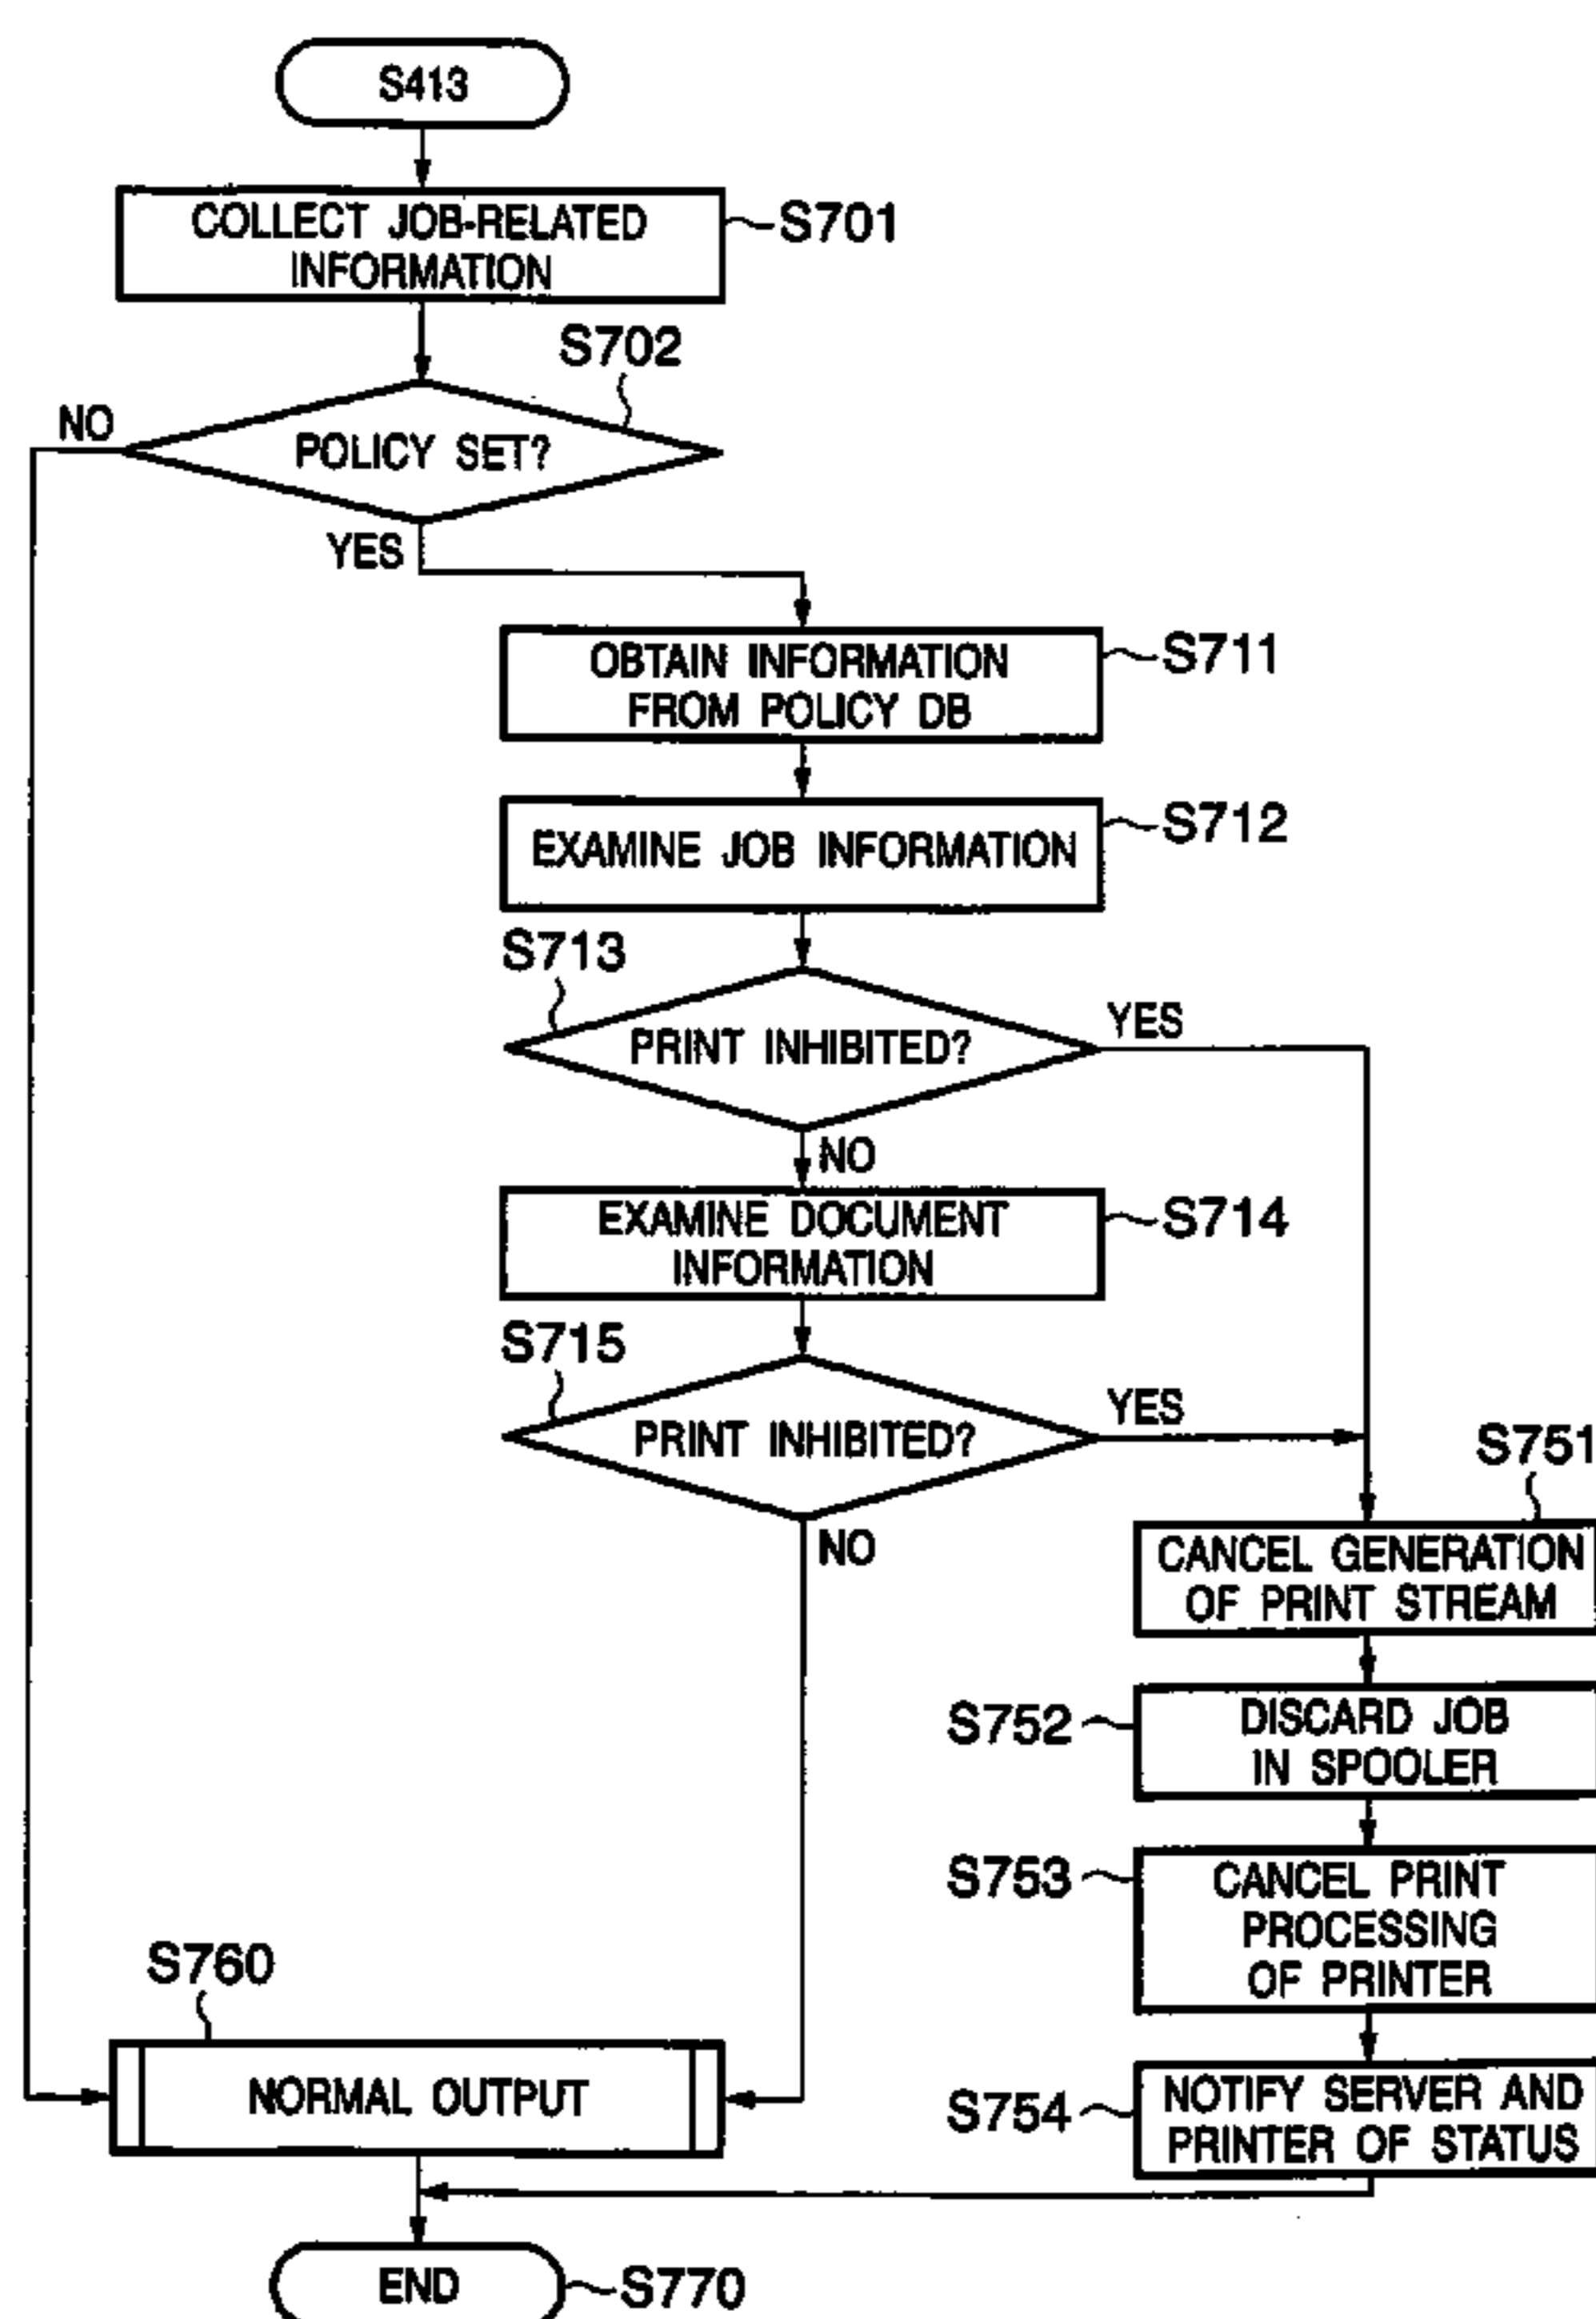 S413
COLLECT JOB-RELATED
INFORMATION
S701
S702
NO
POLICY SET?
YES
OBTAIN INFORMATION
FROM POLICY DB
S711
EXAMINE JOB INFORMATION
S712
S713
PRINT INHIBITED?
YES
NO
EXAMINE DOCUMENT
INFORMATION
S714
S715
PRINT INHIBITED?
YES
NO
S751
CANCEL GENERATION
OF PRINT STREAM
S752
DISCARD JOB
IN SPOOLER
S753
CANCEL PRINT
PROCESSING
OF PRINTER
S760
NORMAL OUTPUT
S754
NOTIFY SERVER AND
PRINTER OF STATUS
END
S770